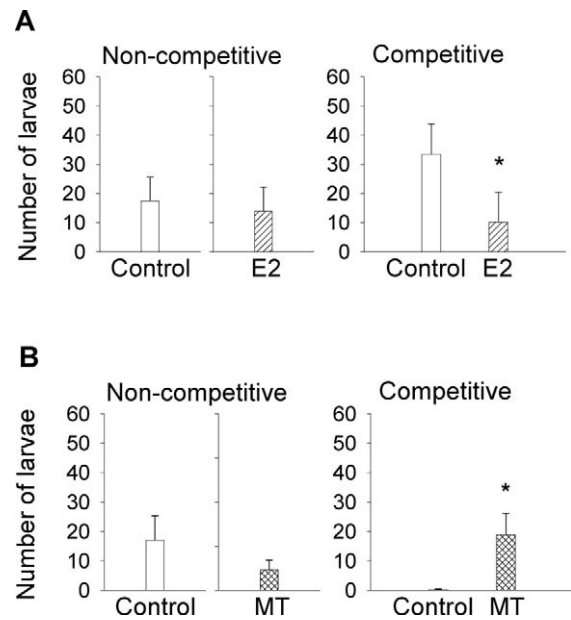 A
Non-competitive Competitive
Number of larvae
60 60
50 50
40 40
30 30 *
20 20
10 10
0 0
Control E2 Control E2
B
Non-competitive Competitive
Number of larvae
60 60
50 50
40 40
30 30 *
20 20
10 10
0 0
Control MT Control MT